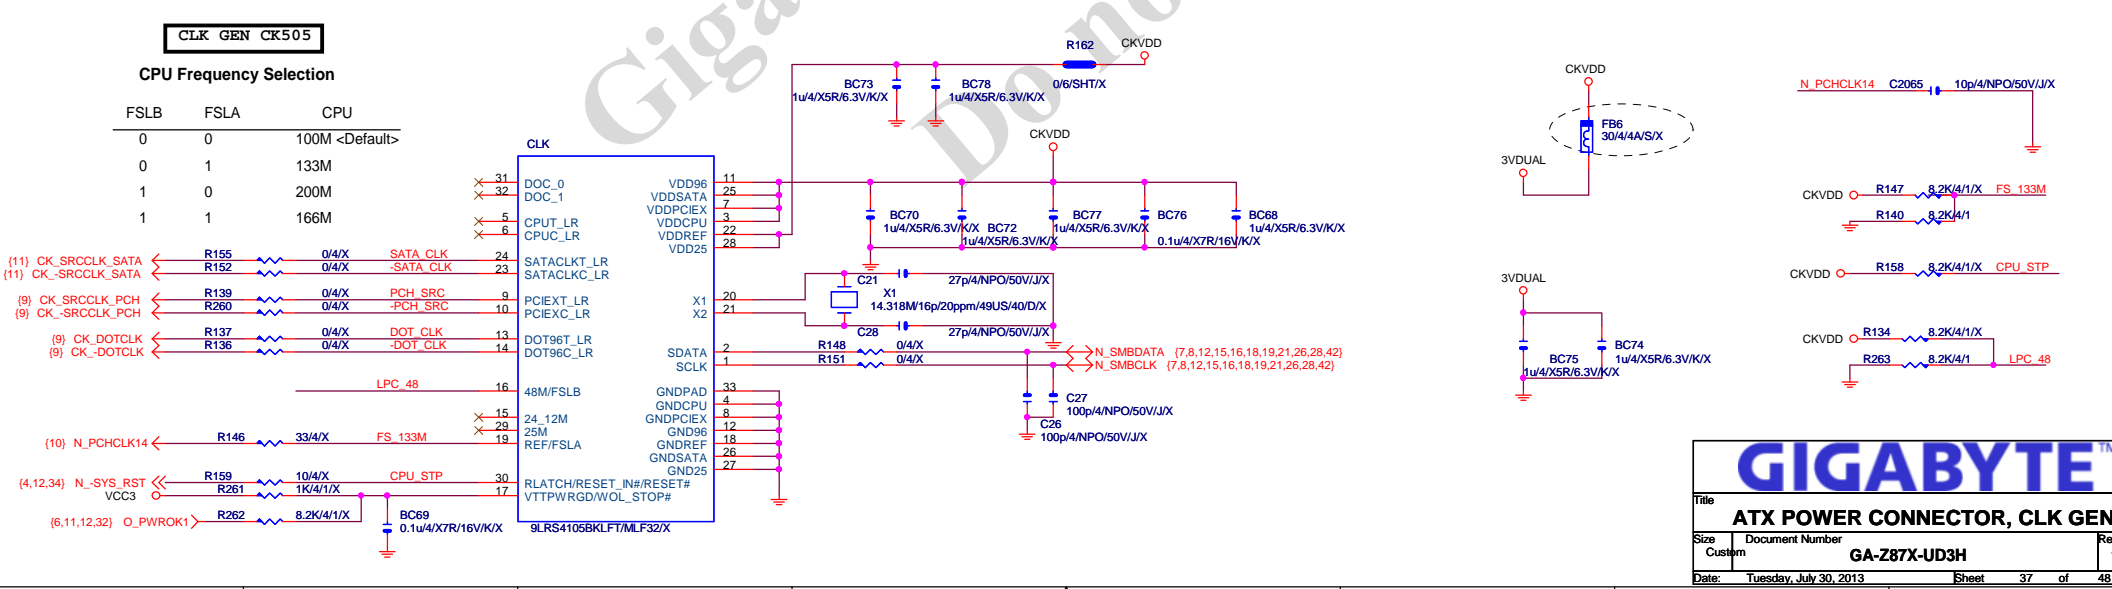 CLK GEN CK505
CPU Frequency Selection
FSLB FSLA CPU
0 0 100M <Default>
0 1 133M
1 0 200M
1 1 166M
Giga
Do no
R162
CKVDD
0/6/SHT/X
BC73
1u/4/X5R/6.3V/K/X
BC78
1u/4/X5R/6.3V/K/X
CKVDD
CLK
31 DOC_0
32 DOC_1
5 CPUT_LR
6 CPUC_LR
24 SATACLKT_LR
23 SATACLKC_LR
9 PCIEXT_LR
10 PCIEXC_LR
13 DOT96T_LR
14 DOT96C_LR
16 48M/FSLB
15 24_12M
29 25M
19 REF/FSLA
30 RLATCH/RESET_IN#/RESET#
17 VTTPWRGD/WOL_STOP#
VDD96 11
VDDSATA 25
VDDPCIEX 7
VDDCPU 3
VDDREF 22
VDD25 28
X1 20
X2 21
SDATA 2
SCLK 1
GNDPAD 33
GNDCPU 4
GNDPCIEX 8
GND96 12
GNDREF 18
GNDSATA 26
GND25 27
9LRS4105BKLFT/MLF32/X
{11} CK_SRCCLK_SATA R155 0/4/X SATA_CLK
{11} CK_-SRCCLK_SATA R152 0/4/X -SATA_CLK
{9} CK_SRCCLK_PCH R139 0/4/X PCH_SRC
{9} CK_-SRCCLK_PCH R260 0/4/X -PCH_SRC
{9} CK_DOTCLK R137 0/4/X DOT_CLK
{9} CK_-DOTCLK R136 0/4/X -DOT_CLK
LPC_48
{10} N_PCHCLK14 R146 33/4/X FS_133M
{4,12,34} N_-SYS_RST R159 10/4/X CPU_STP
VCC3 R261 1K/4/1/X
{6,11,12,32} O_PWROK1 R262 8.2K/4/1/X
BC69
0.1u/4/X7R/16V/K/X
BC70
1u/4/X5R/6.3V/K/X
BC72
1u/4/X5R/6.3V/K/X
BC77
1u/4/X5R/6.3V/K/X
BC76
0.1u/4/X7R/16V/K/X
BC68
1u/4/X5R/6.3V/K/X
C21 27p/4/NPO/50V/J/X
X1
14.318M/16p/20ppm/49US/40/D/X
C28 27p/4/NPO/50V/J/X
R148 0/4/X N_SMBDATA {7,8,12,15,16,18,19,21,26,28,42}
R151 0/4/X N_SMBCLK {7,8,12,15,16,18,19,21,26,28,42}
C27
100p/4/NPO/50V/J/X
C26
100p/4/NPO/50V/J/X
CKVDD
FB6
30/4/4A/S/X
3VDUAL
3VDUAL
BC75
1u/4/X5R/6.3V/K/X
BC74
1u/4/X5R/6.3V/K/X
N_PCHCLK14 C2065 10p/4/NPO/50V/J/X
CKVDD R147 8.2K/4/1/X FS_133M
R140 8.2K/4/1
CKVDD R158 8.2K/4/1/X CPU_STP
CKVDD R134 8.2K/4/1/X
R263 8.2K/4/1 LPC_48
GIGABYTE TM
Title
ATX POWER CONNECTOR, CLK GEN
Size Document Number Re
Custom GA-Z87X-UD3H
Date: Tuesday, July 30, 2013 Sheet 37 of 48